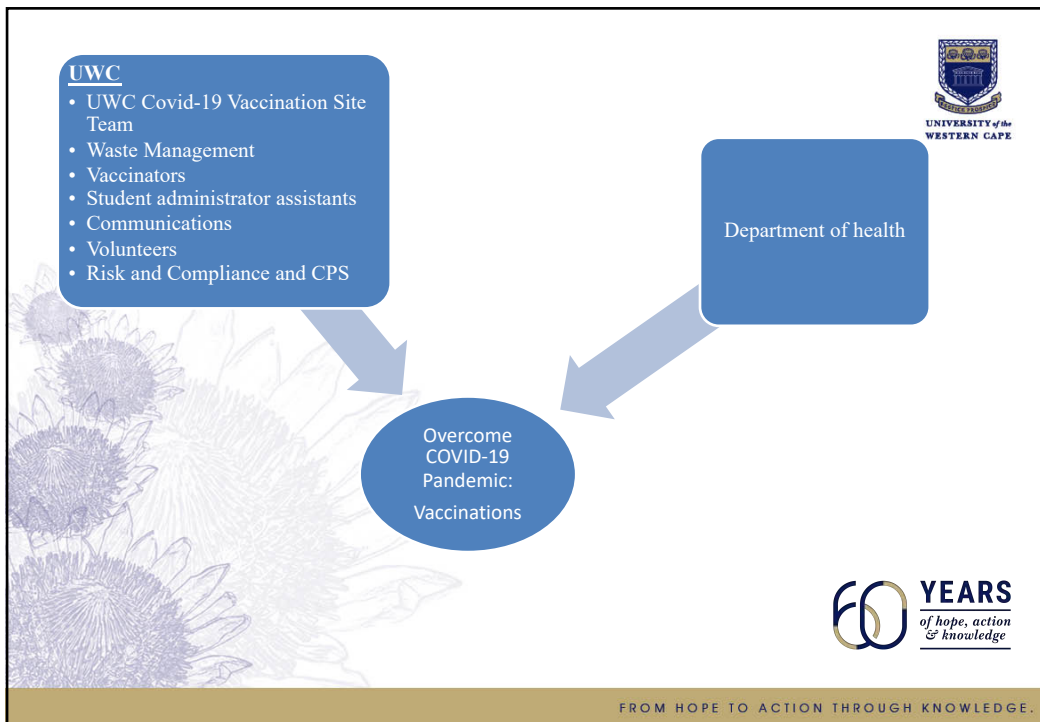 UWC
• UWC Covid-19 Vaccination Site
Team
• Waste Management
• Vaccinators
• Student administrator assistants
• Communications
• Volunteers
• Risk and Compliance and CPS
UNIVERSITY of the
WESTERN CAPE
Department of health
Overcome
COVID-19
Pandemic:
Vaccinations
60 YEARS
of hope, action
& knowledge
FROM HOPE TO ACTION THROUGH KNOWLEDGE.